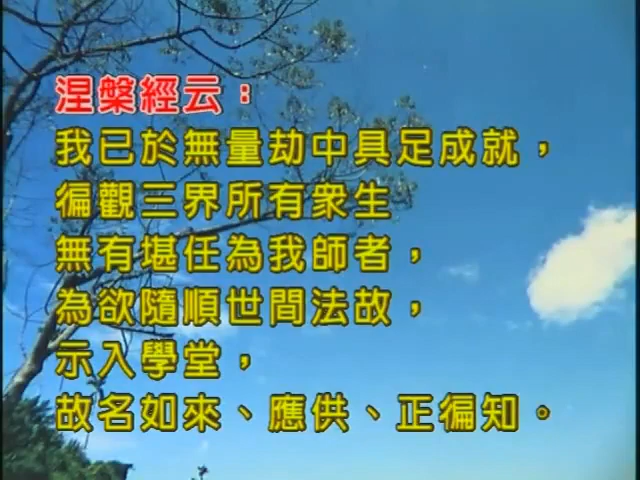 涅槃經云：
我已於無量劫中具足成就，
徧觀三界所有衆生
無有堪任為我師者，
為欲隨順世間法故，
示入學堂，
故名如來、應供、正徧知。